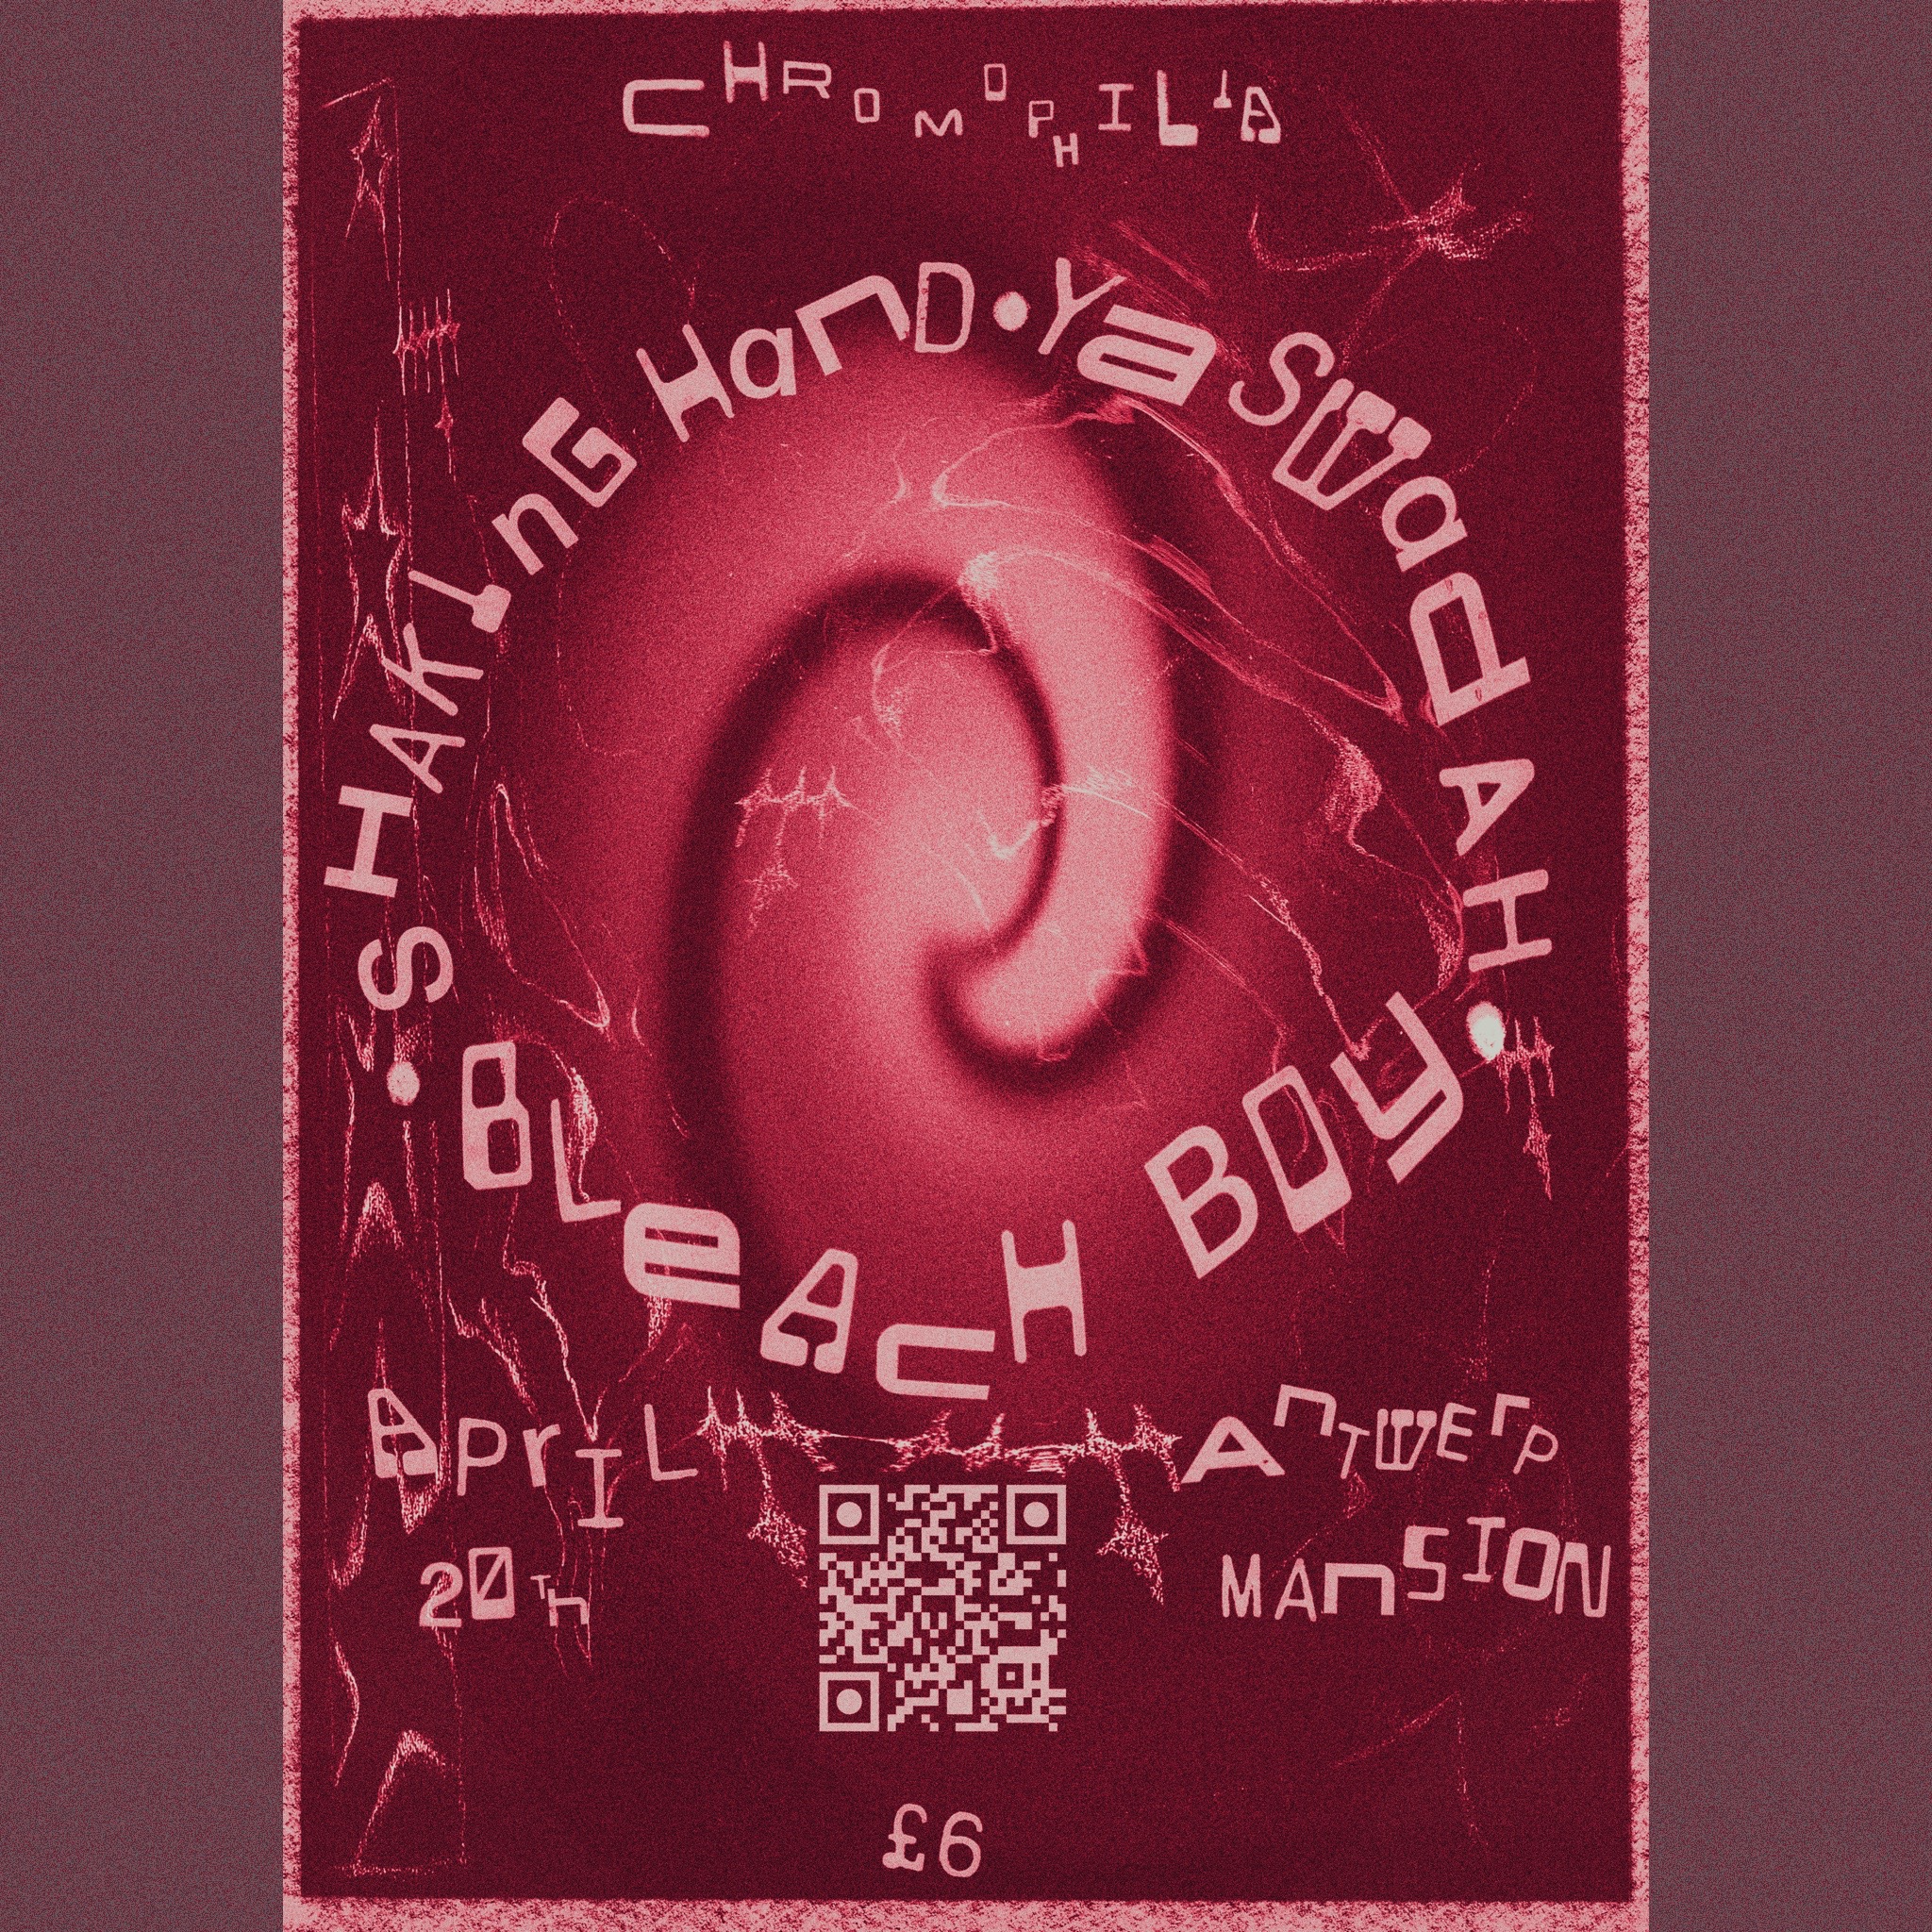 CHROMOPHILIA
SHAKInG HanD • Ya SWadAH •
• BLeACH BOy
AprIL
20Th
AnTWErP
MAnSION
£6